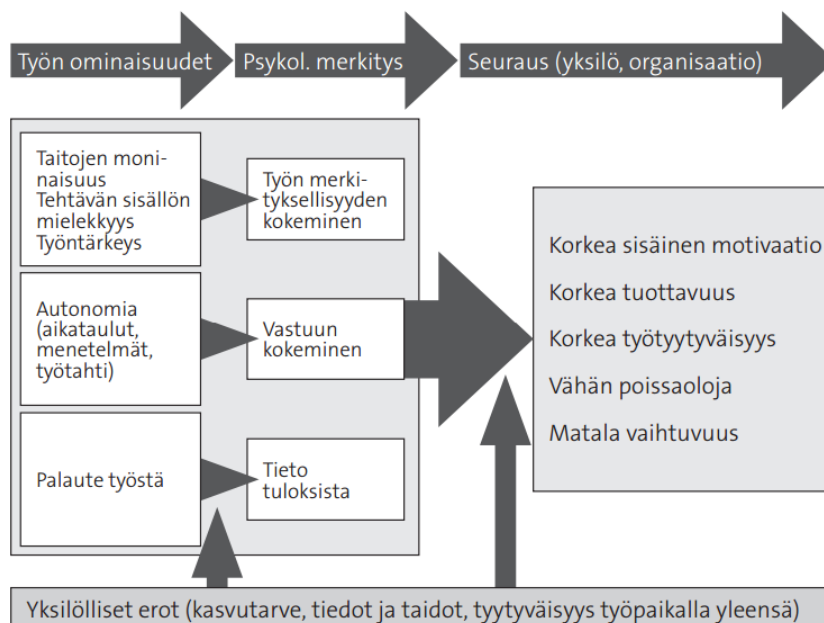 Työn ominaisuudet
Psykol. merkitys
Seuraus (yksilö, organisaatio)
Taitojen moni-
naisuus
Tehtävän sisällön
mielekkyys
Työntärkeys
Työn merki-
tyksellisyyden
kokeminen
Autonomia
(aikataulut,
menetelmät,
työtahti)
Vastuun
kokeminen
Palaute työstä
Tieto
tuloksista
Korkea sisäinen motivaatio
Korkea tuottavuus
Korkea työtyytyväisyys
Vähän poissaoloja
Matala vaihtuvuus
Yksilölliset erot (kasvutarve, tiedot ja taidot, tyytyväisyys työpaikalla yleensä)